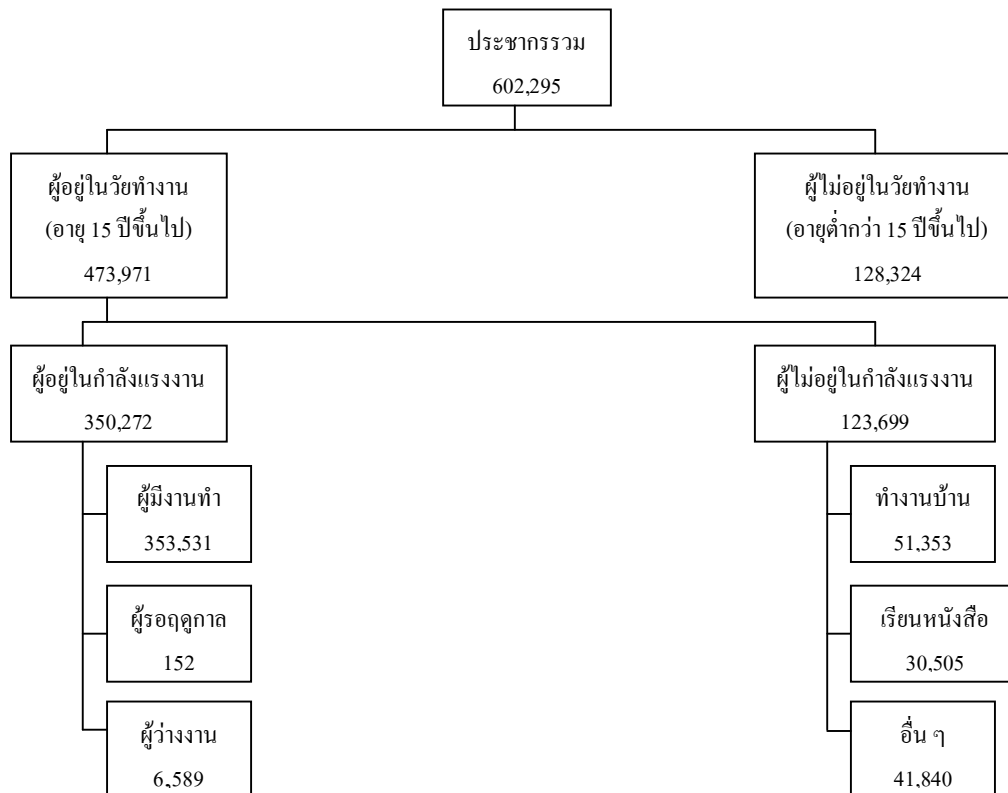 ประชากรรวม
602,295
ผู้อยู่ในวัยทำงาน
(อายุ 15 ปีขึ้นไป)
473,971
ผู้ไม่อยู่ในวัยทำงาน
(อายุต่ำกว่า 15 ปีขึ้นไป)
128,324
ผู้อยู่ในกำลังแรงงาน
350,272
ผู้ไม่อยู่ในกำลังแรงงาน
123,699
ผู้มีงานทำ
353,531
ผู้รอฤดูกาล
152
ผู้ว่างงาน
6,589
ทำงานบ้าน
51,353
เรียนหนังสือ
30,505
อื่น ๆ
41,840